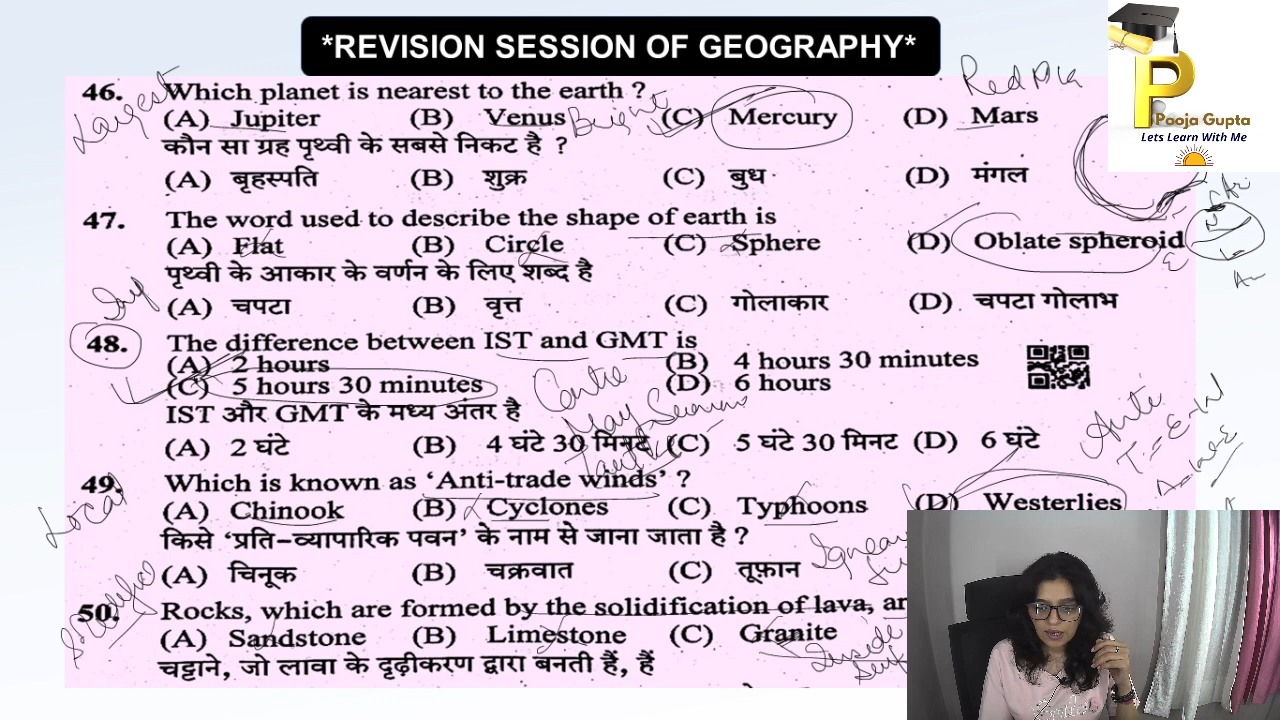 *REVISION SESSION OF GEOGRAPHY*
P
Pooja Gupta
Lets Learn With Me
46. Which planet is nearest to the earth ?
Largest
Bright
Red Pla
(A) Jupiter (B) Venus (C) Mercury (D) Mars
कौन सा ग्रह पृथ्वी के सबसे निकट है ?
(A) बृहस्पति (B) शुक्र (C) बुध (D) मंगल
47. The word used to describe the shape of earth is
(A) Flat (B) Circle (C) Sphere (D) Oblate spheroid
पृथ्वी के आकार के वर्णन के लिए शब्द है
(A) चपटा (B) वृत्त (C) गोलाकार (D) चपटा गोलाभ
48. The difference between IST and GMT is
(A) 2 hours (B) 4 hours 30 minutes
(C) 5 hours 30 minutes (D) 6 hours
IST और GMT के मध्य अंतर है
(A) 2 घंटे (B) 4 घंटे 30 मिनट (C) 5 घंटे 30 मिनट (D) 6 घंटे
49. Which is known as ‘Anti-trade winds’ ?
Local
(A) Chinook (B) Cyclones (C) Typhoons (D) Westerlies
किसे ‘प्रति-व्यापारिक पवन’ के नाम से जाना जाता है ?
(A) चिनूक (B) चक्रवात (C) तूफ़ान
50. Rocks, which are formed by the solidification of lava, ar
(A) Sandstone (B) Limestone (C) Granite
Inside
चट्टाने, जो लावा के दृढ़ीकरण द्वारा बनती हैं, हैं